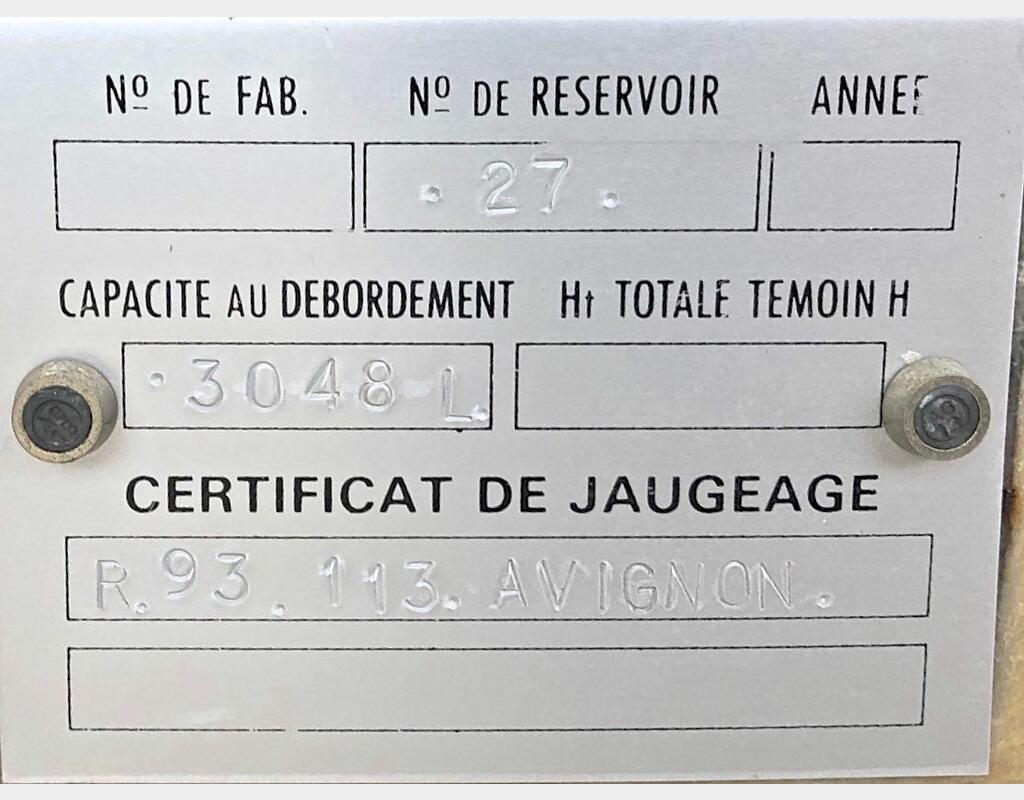 Nº DE FAB. Nº DE RESERVOIR ANNEE
. 27 .
CAPACITE AU DEBORDEMENT Ht TOTALE TEMOIN H
. 3048 L.
CERTIFICAT DE JAUGEAGE
R. 93. 113. AVIGNON.